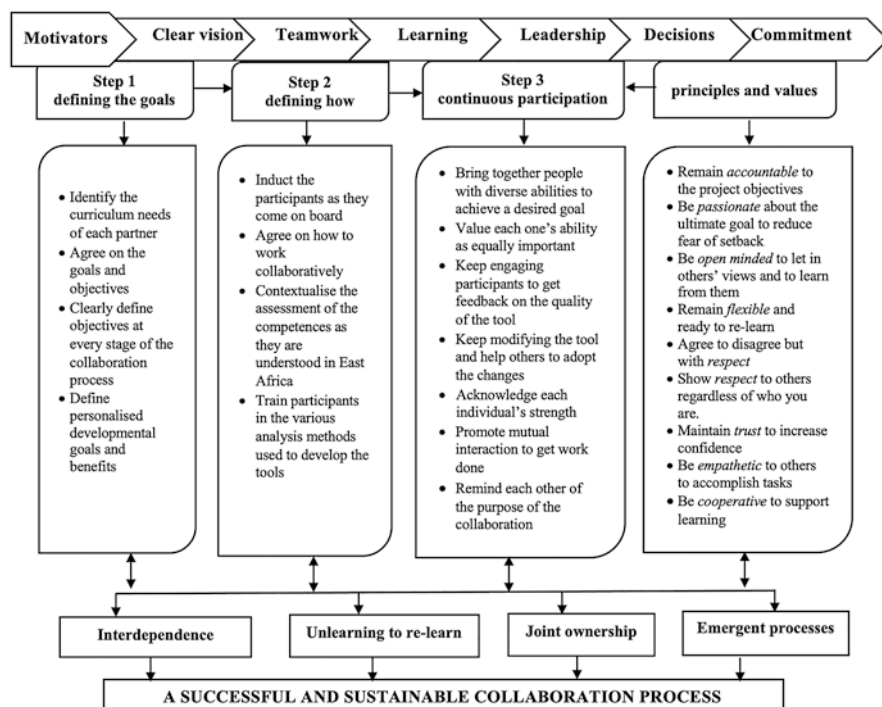 Motivators
Clear vision
Teamwork
Learning
Leadership
Decisions
Commitment
Step 1
defining the goals
Step 2
defining how
Step 3
continuous participation
principles and values
• Identify the
curriculum needs
of each partner
• Agree on the
goals and
objectives
• Clearly define
objectives at
every stage of the
collaboration
process
• Define
personalised
developmental
goals and
benefits
• Induct the
participants as they
come on board
• Agree on how to
work
collaboratively
• Contextualise the
assessment of the
competences as
they are
understood in East
Africa
• Train participants
in the various
analysis methods
used to develop the
tools
• Bring together people
with diverse abilities to
achieve a desired goal
• Value each one's ability
as equally important
• Keep engaging
participants to get
feedback on the quality
of the tool
• Keep modifying the tool
and help others to adopt
the changes
• Acknowledge each
individual's strength
• Promote mutual
interaction to get work
done
• Remind each other of
the purpose of the
collaboration
• Remain accountable to
the project objectives
• Be passionate about the
ultimate goal to reduce
fear of setback
• Be open minded to let in
others' views and to learn
from them
• Remain flexible and
ready to re-learn
• Agree to disagree but
with respect
• Show respect to others
regardless of who you
are.
• Maintain trust to increase
confidence
• Be empathetic to others
to accomplish tasks
• Be cooperative to support
learning
Interdependence
Unlearning to re-learn
Joint ownership
Emergent processes
A SUCCESSFUL AND SUSTAINABLE COLLABORATION PROCESS